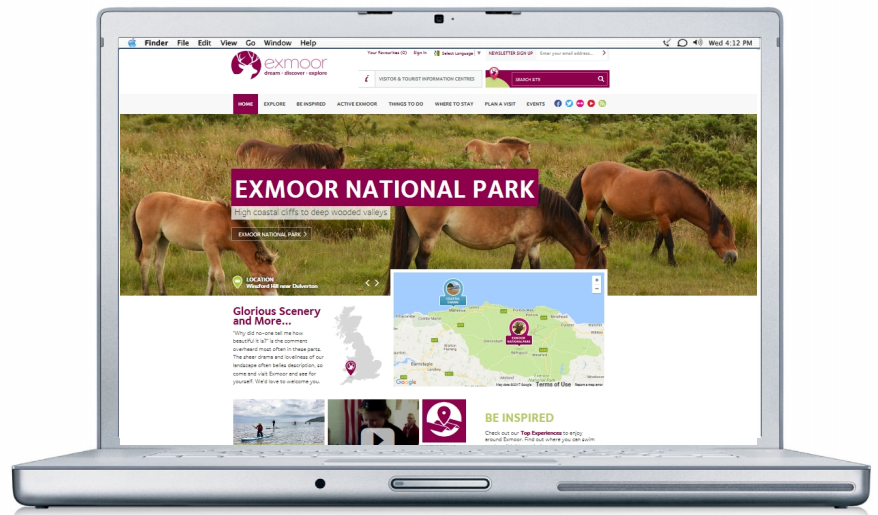 Finder File Edit View Go Window Help
Wed 4:12 PM
Your Favourites (0) Sign In Select Language ▼ NEWSLETTER SIGN UP Enter your email address...
exmoor
dream · discover · explore
i VISITOR & TOURIST INFORMATION CENTRES
SEARCH SITE
HOME EXPLORE BE INSPIRED ACTIVE EXMOOR THINGS TO DO WHERE TO STAY PLAN A VISIT EVENTS
EXMOOR NATIONAL PARK
High coastal cliffs to deep wooded valleys
EXMOOR NATIONAL PARK >
LOCATION
Winsford Hill near Dulverton
Glorious Scenery
and More...
"Why did no-one tell me how
beautiful it is?" is the comment
overheard most often in these parts.
The sheer drama and loveliness of our
landscape often belies description, so
come and visit Exmoor and see for
yourself. We'd love to welcome you.
Barnstaple
Google
Terms of Use
Report a map error
BE INSPIRED
Check out our Top Experiences to enjoy
around Exmoor. Find out where you can swim